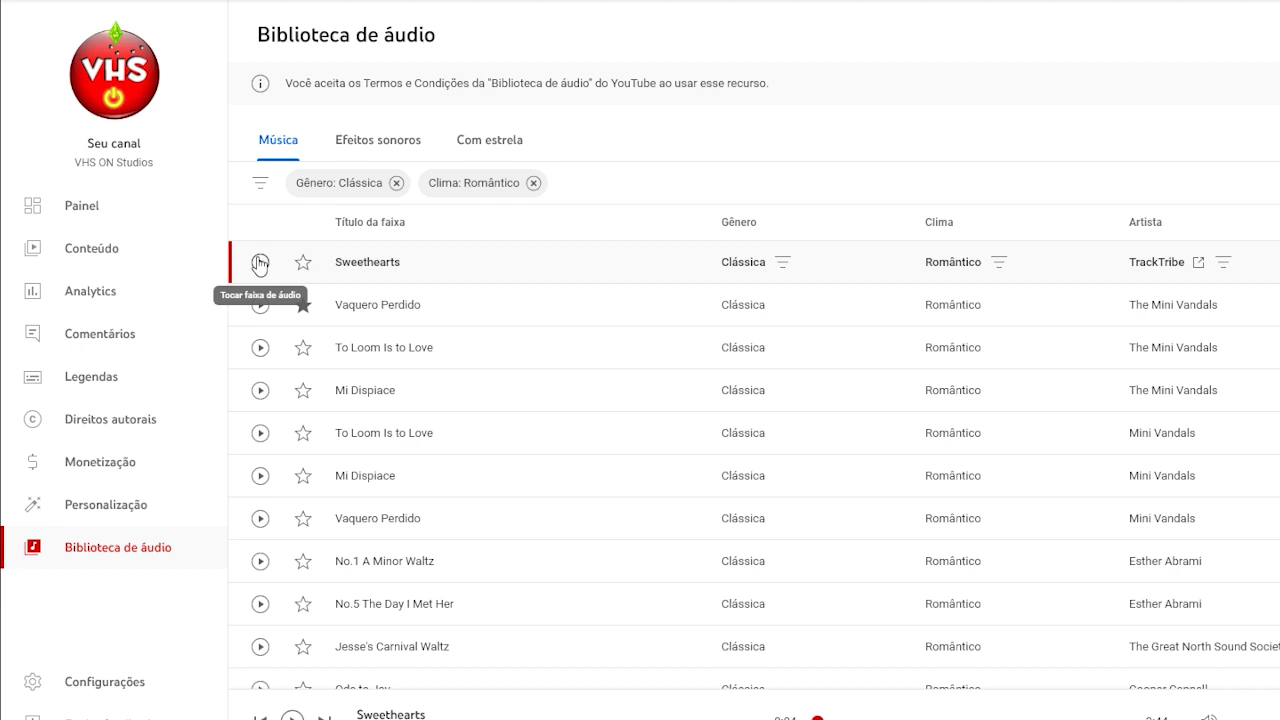 VHS
Seu canal
VHS ON Studios
Painel
Conteúdo
Analytics
Comentários
Legendas
Direitos autorais
Monetização
Personalização
Biblioteca de áudio
Configurações
Biblioteca de áudio
Você aceita os Termos e Condições da "Biblioteca de áudio" do YouTube ao usar esse recurso.
Música Efeitos sonoros Com estrela
Gênero: Clássica Clima: Romântico
Título da faixa Gênero Clima Artista
Sweethearts Clássica Romântico TrackTribe
Tocar faixa de áudio
Vaquero Perdido Clássica Romântico The Mini Vandals
To Loom Is to Love Clássica Romântico The Mini Vandals
Mi Dispiace Clássica Romântico The Mini Vandals
To Loom Is to Love Clássica Romântico Mini Vandals
Mi Dispiace Clássica Romântico Mini Vandals
Vaquero Perdido Clássica Romântico Mini Vandals
No.1 A Minor Waltz Clássica Romântico Esther Abrami
No.5 The Day I Met Her Clássica Romântico Esther Abrami
Jesse's Carnival Waltz Clássica Romântico The Great North Sound Societ
Ode to Joy Clássica Romântico Cooper Cannell
Sweethearts